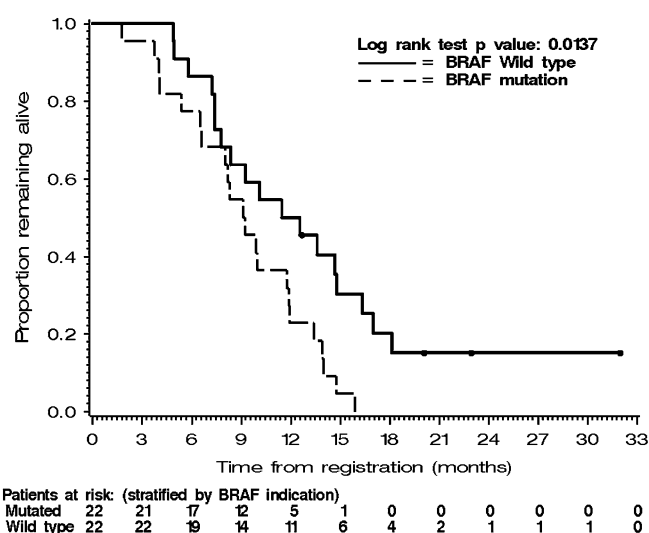 Log rank test p value: 0.0137
= BRAF Wild type
= BRAF mutation
Proportion remaining alive
1.0
0.8
0.6
0.4
0.2
0.0
0 3 6 9 12 15 18 21 24 27 30 33
Time from registration (months)
Patients at risk: (stratified by BRAF indication)
Mutated 22 21 17 12 5 1 0 0 0 0 0 0
Wild type 22 22 19 14 11 6 4 2 1 1 1 0